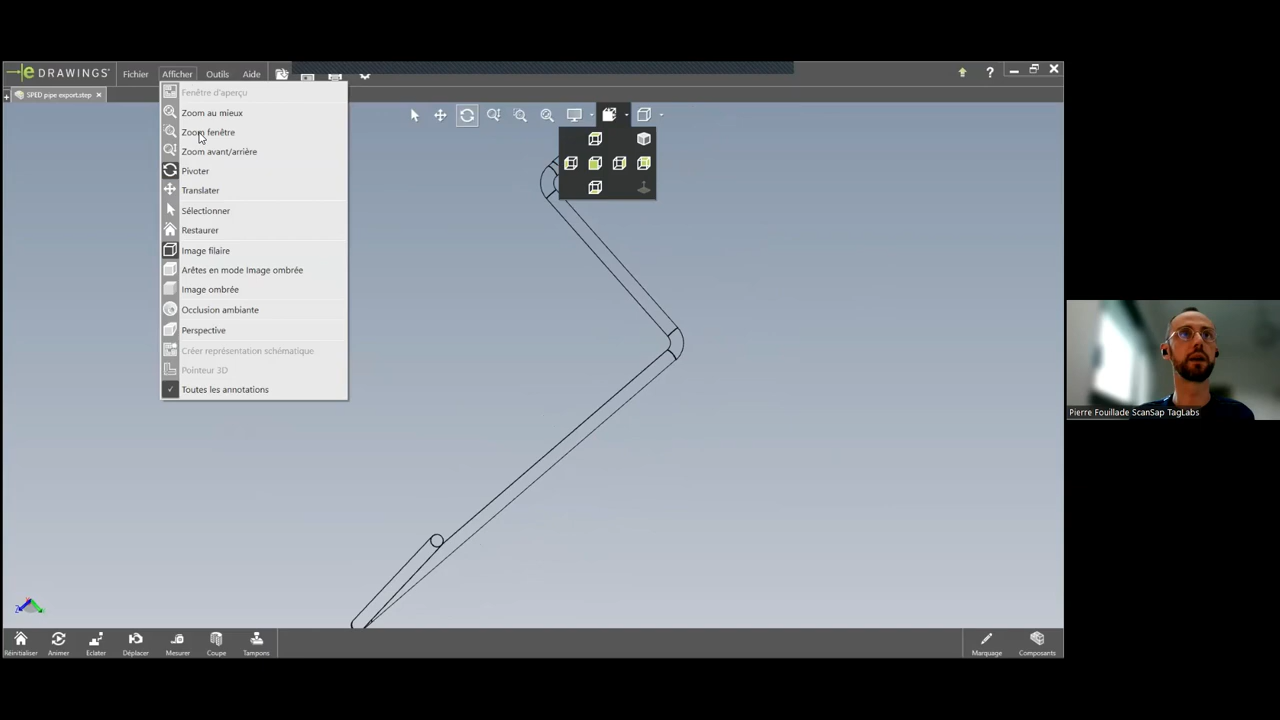 eDRAWINGS® Fichier Afficher Outils Aide
SPED pipe export.step
Fenêtre d'aperçu
Zoom au mieux
Zoom fenêtre
Zoom avant/arrière
Pivoter
Translater
Sélectionner
Restaurer
Image filaire
Arêtes en mode Image ombrée
Image ombrée
Occlusion ambiante
Perspective
Créer représentation schématique
Pointeur 3D
Toutes les annotations
Pierre Fouillade ScanSap TagLabs
Réinitialiser Animer Eclater Déplacer Mesurer Coupe Tampons Marquage Composants